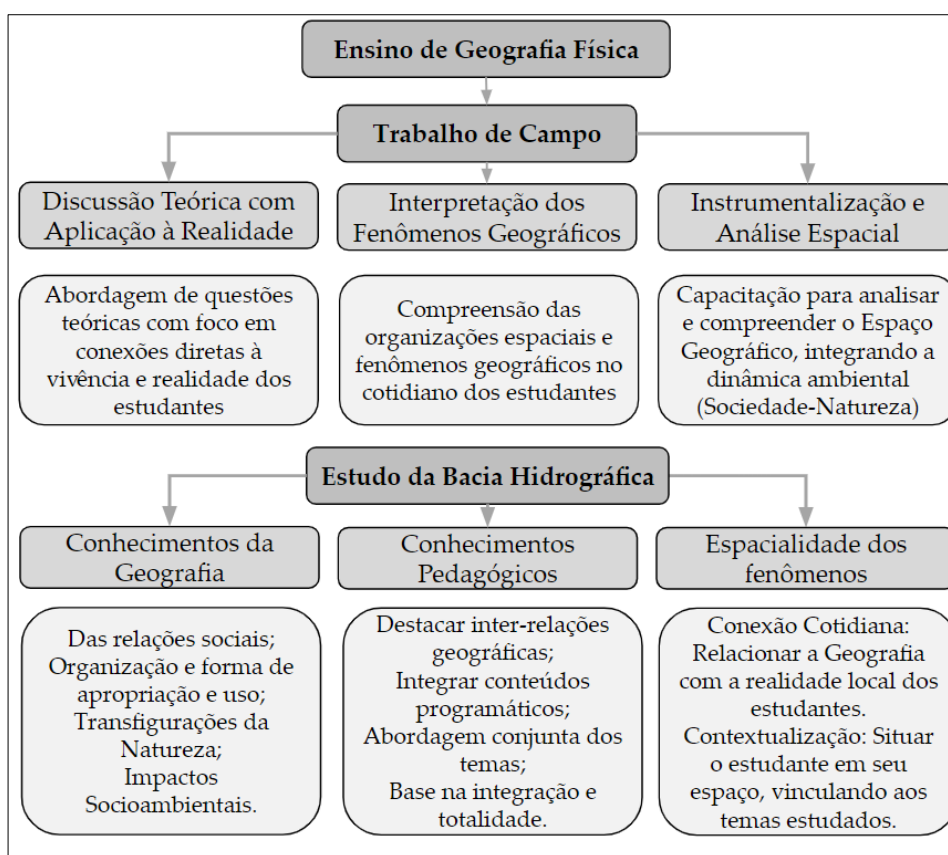 Ensino de Geografia Física
Trabalho de Campo
Discussão Teórica com
Aplicação à Realidade
Interpretação dos
Fenômenos Geográficos
Instrumentalização e
Análise Espacial
Abordagem de questões
teóricas com foco em
conexões diretas à
vivência e realidade dos
estudantes
Compreensão das
organizações espaciais e
fenômenos geográficos no
cotidiano dos estudantes
Capacitação para analisar
e compreender o Espaço
Geográfico, integrando a
dinâmica ambiental
(Sociedade-Natureza)
Estudo da Bacia Hidrográfica
Conhecimentos da
Geografia
Conhecimentos
Pedagógicos
Espacialidade dos
fenômenos
Das relações sociais;
Organização e forma de
apropriação e uso;
Transfigurações da
Natureza;
Impactos
Socioambientais.
Destacar inter-relações
geográficas;
Integrar conteúdos
programáticos;
Abordagem conjunta dos
temas;
Base na integração e
totalidade.
Conexão Cotidiana:
Relacionar a Geografia
com a realidade local dos
estudantes.
Contextualização: Situar
o estudante em seu
espaço, vinculando aos
temas estudados.